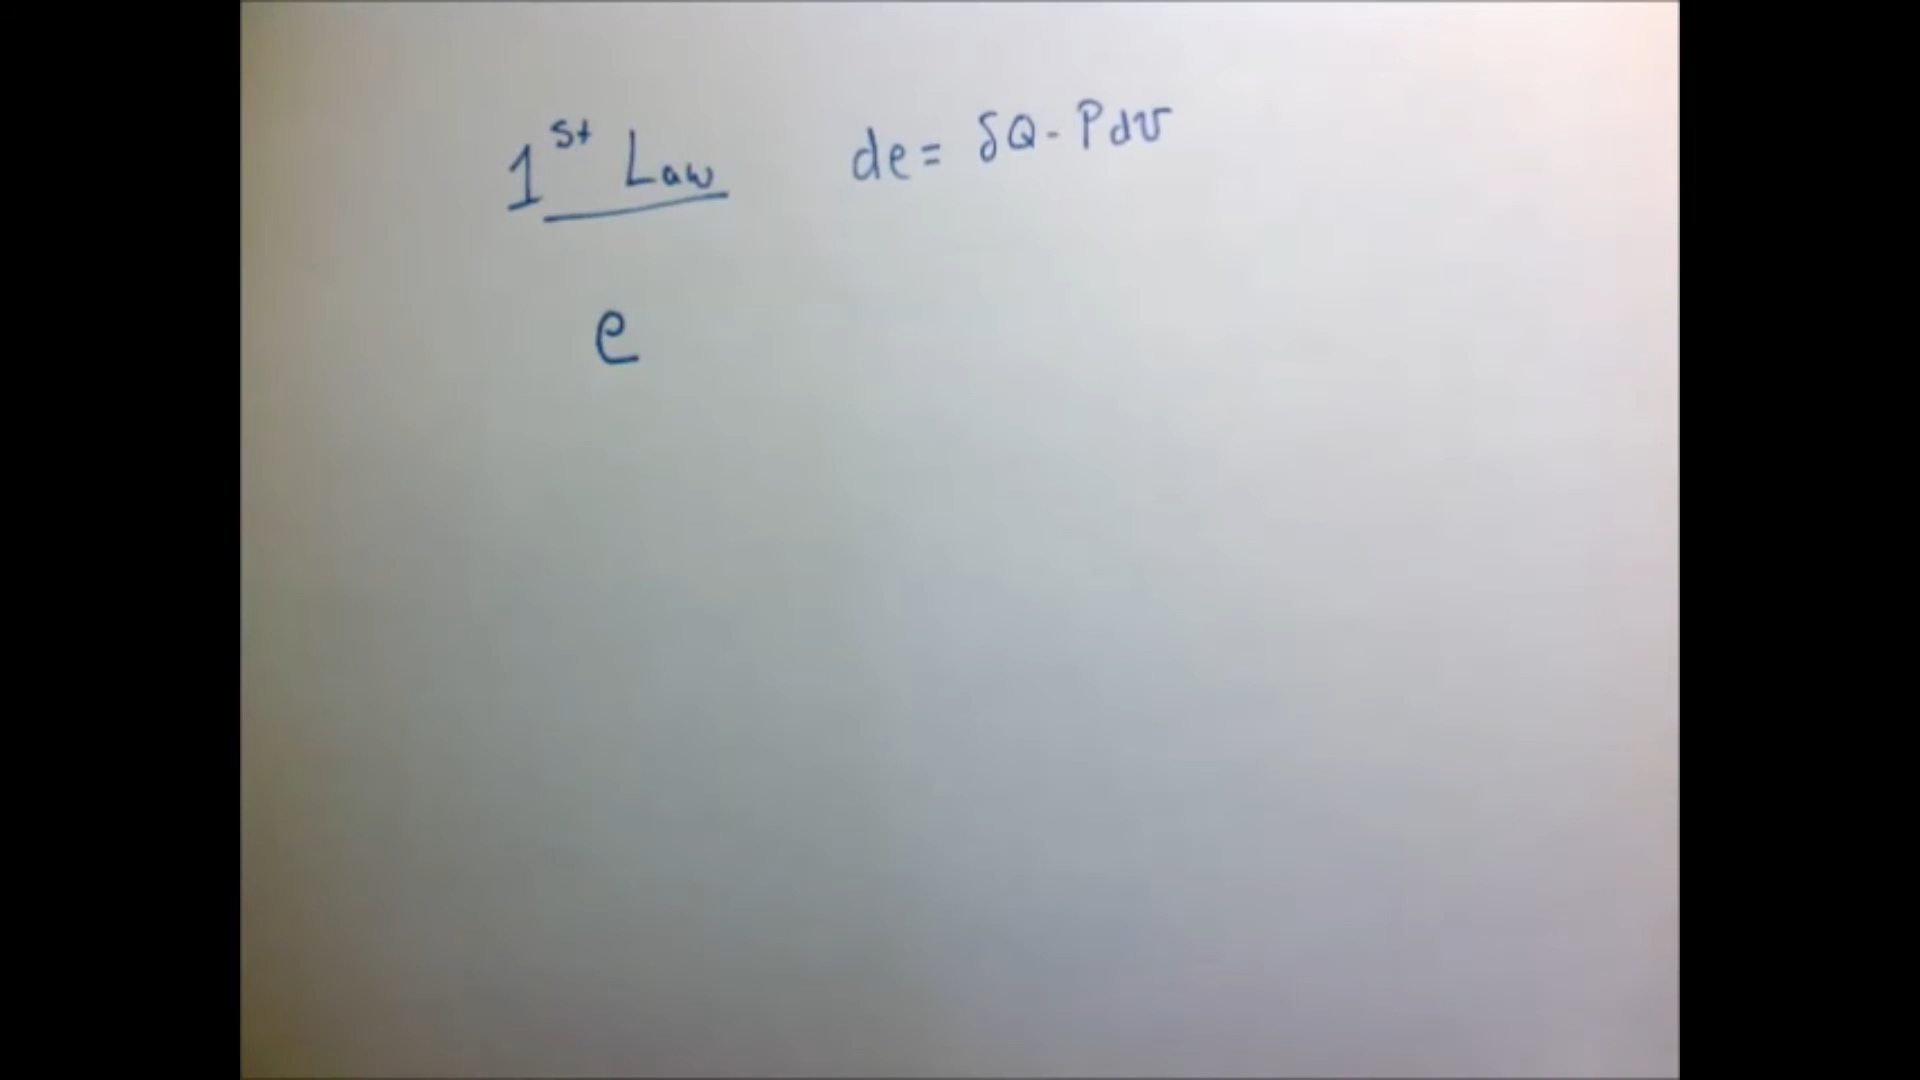 1st Law de = δQ - Pdv
e